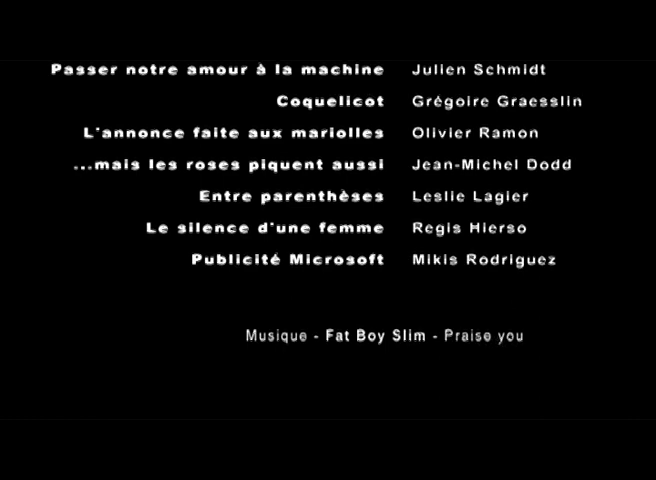 Passer notre amour à la machine Julien Schmidt
Coquelicot Grégoire Graesslin
L'annonce faite aux mariolles Olivier Ramon
...mais les roses piquent aussi Jean-Michel Dodd
Entre parenthèses Leslie Lagier
Le silence d'une femme Regis Hierso
Publicité Microsoft Mikis Rodriguez
Musique - Fat Boy Slim - Praise you